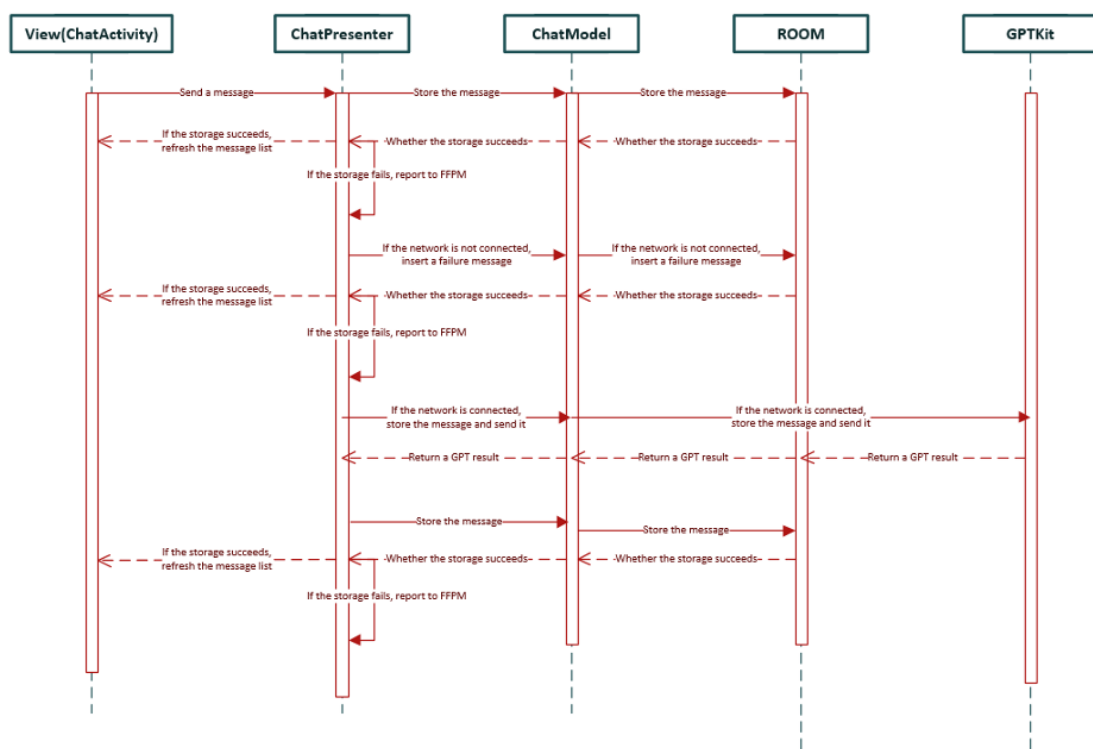 View(ChatActivity)
ChatPresenter
ChatModel
ROOM
GPTKit
Send a message
Store the message
Store the message
If the storage succeeds,
refresh the message list
Whether the storage succeeds
Whether the storage succeeds
If the storage fails, report to FFPM
If the network is not connected,
insert a failure message
If the network is not connected,
insert a failure message
If the storage succeeds,
refresh the message list
Whether the storage succeeds
Whether the storage succeeds
If the storage fails, report to FFPM
If the network is connected,
store the message and send it
If the network is connected,
store the message and send it
Return a GPT result
Return a GPT result
Return a GPT result
Store the message
Store the message
If the storage succeeds,
refresh the message list
Whether the storage succeeds
Whether the storage succeeds
If the storage fails, report to FFPM